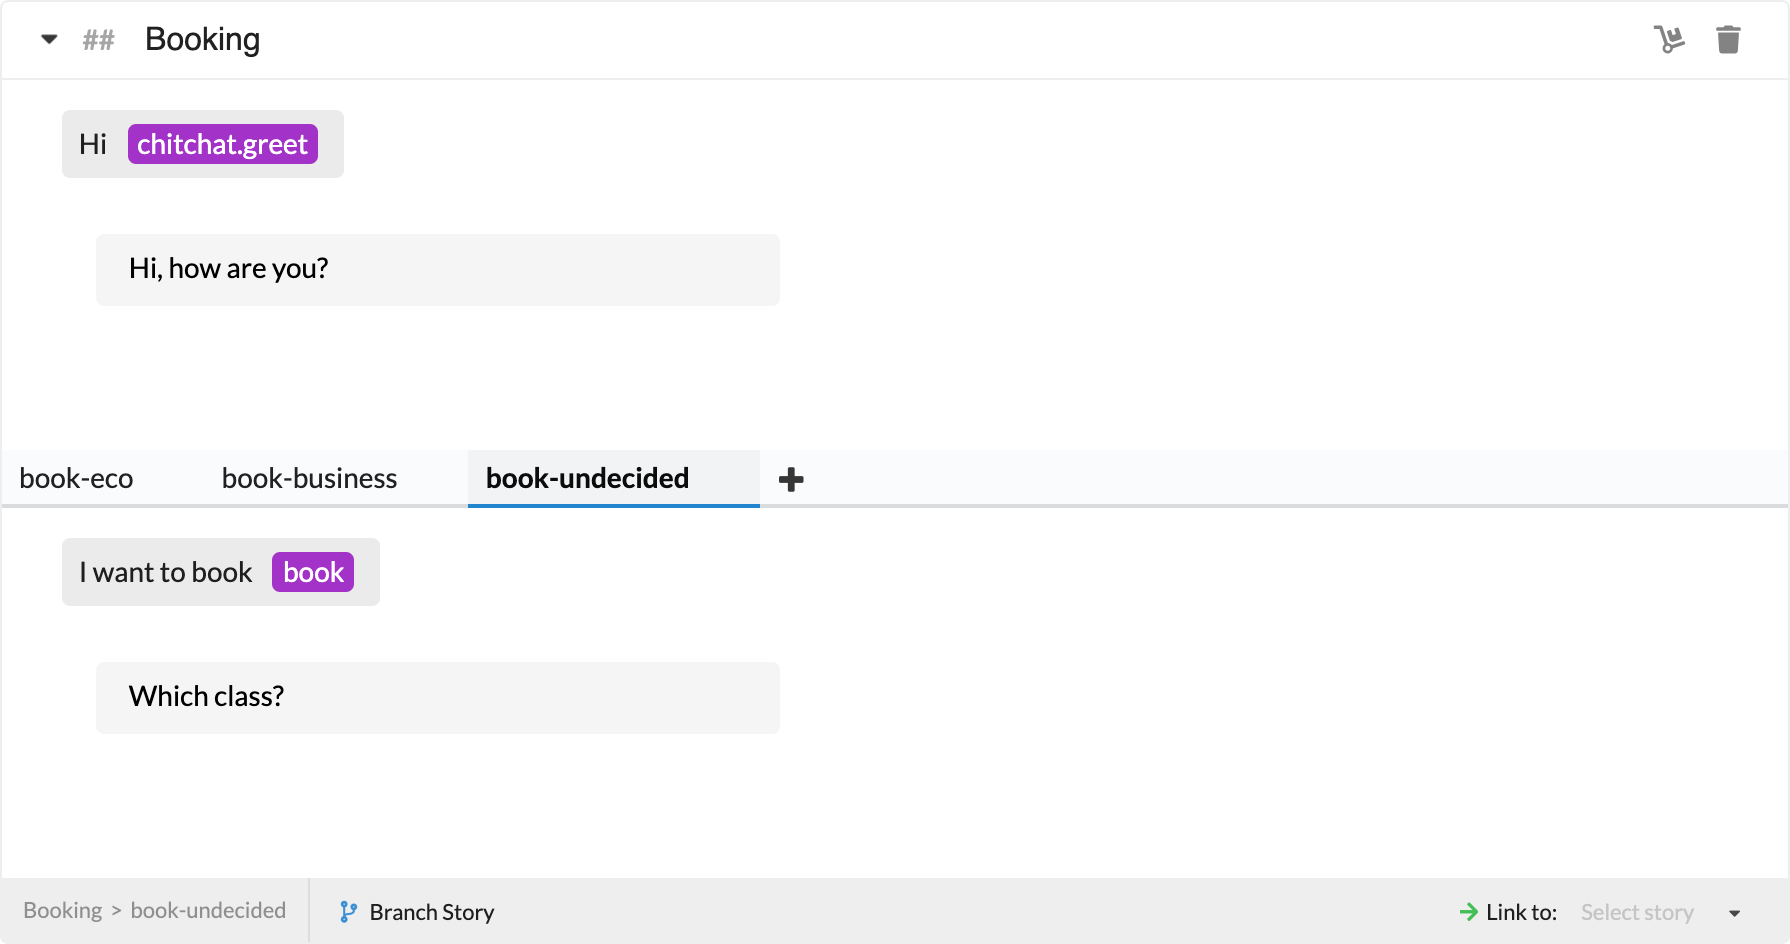 ## Booking
Hi chitchat.greet
Hi, how are you?
book-eco book-business book-undecided
I want to book book
Which class?
Booking > book-undecided Branch Story Link to: Select story